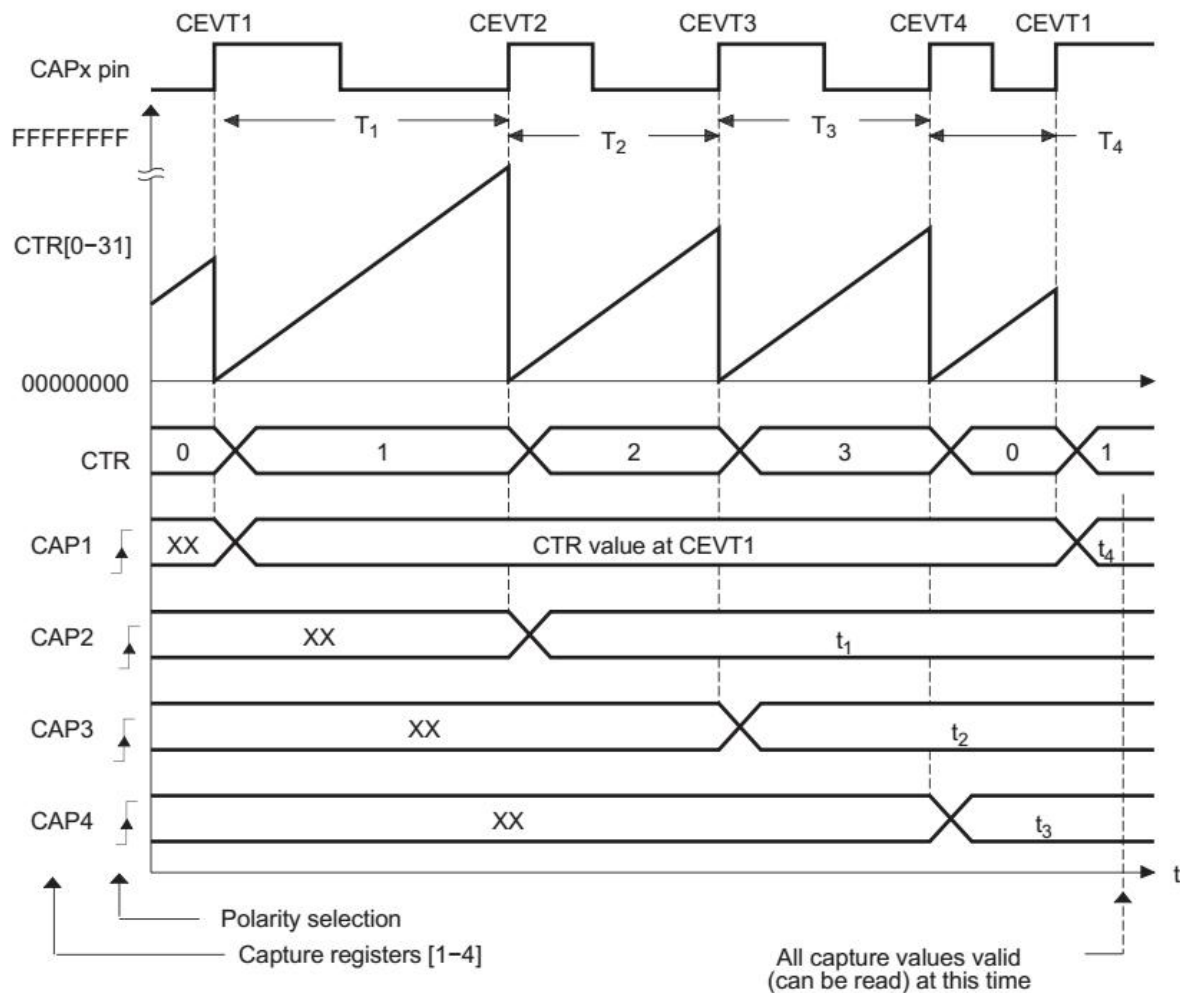 CEVT1 CEVT2 CEVT3 CEVT4 CEVT1
CAPx pin
FFFFFFFF
T1 T2 T3 T4
CTR[0−31]
00000000
CTR 0 1 2 3 0 1
CAP1 XX CTR value at CEVT1 t4
CAP2 XX t1
CAP3 XX t2
CAP4 XX t3
t
Polarity selection
Capture registers [1−4]
All capture values valid
(can be read) at this time